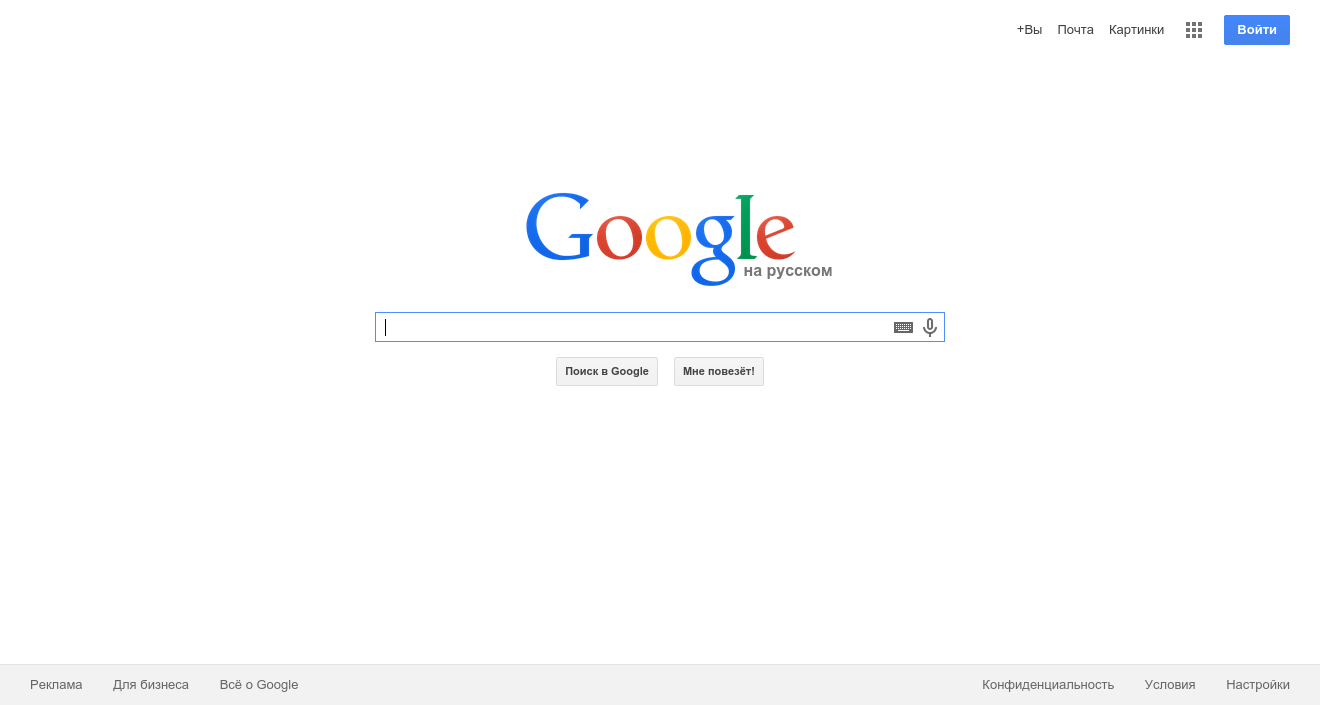 +Вы Почта Картинки Войти
Google
на русском
Поиск в Google Мне повезёт!
Реклама Для бизнеса Всё о Google Конфиденциальность Условия Настройки